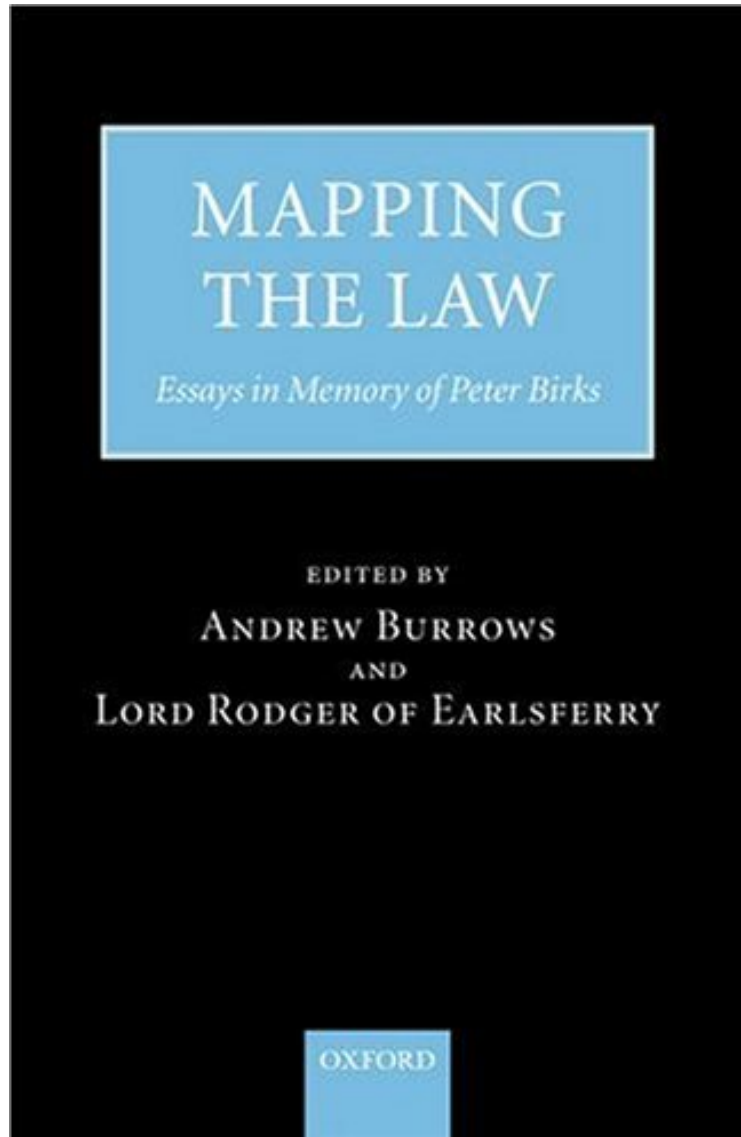 MAPPING
THE LAW
Essays in Memory of Peter Birks
EDITED BY
ANDREW BURROWS
AND
LORD RODGER OF EARLSFERRY
OXFORD